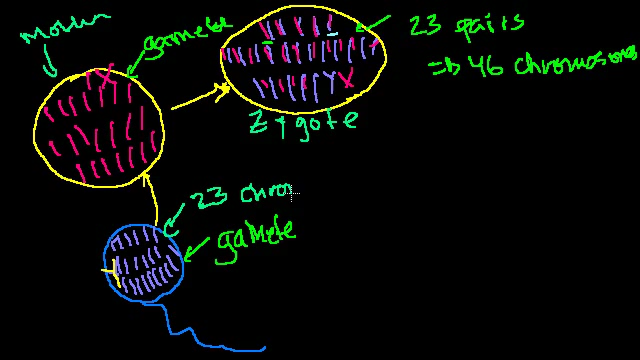 mother
gamete
X
23 pairs
⇒ 46 chromosomes
Y X
Zygote
23 chro
gamete
Y